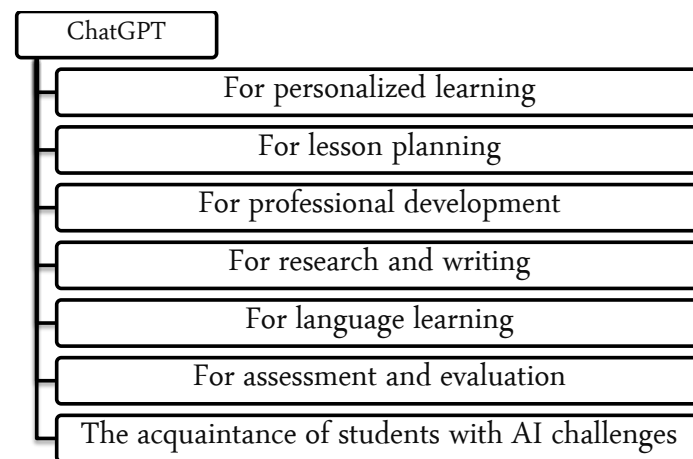 ChatGPT
For personalized learning
For lesson planning
For professional development
For research and writing
For language learning
For assessment and evaluation
The acquaintance of students with AI challenges